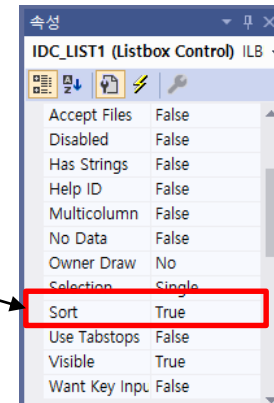 속성
IDC_LIST1 (Listbox Control) ILB
Accept Files False
Disabled False
Has Strings False
Help ID False
Multicolumn False
No Data False
Owner Draw No
Selection Single
Sort True
Use Tabstops False
Visible True
Want Key Inpu False